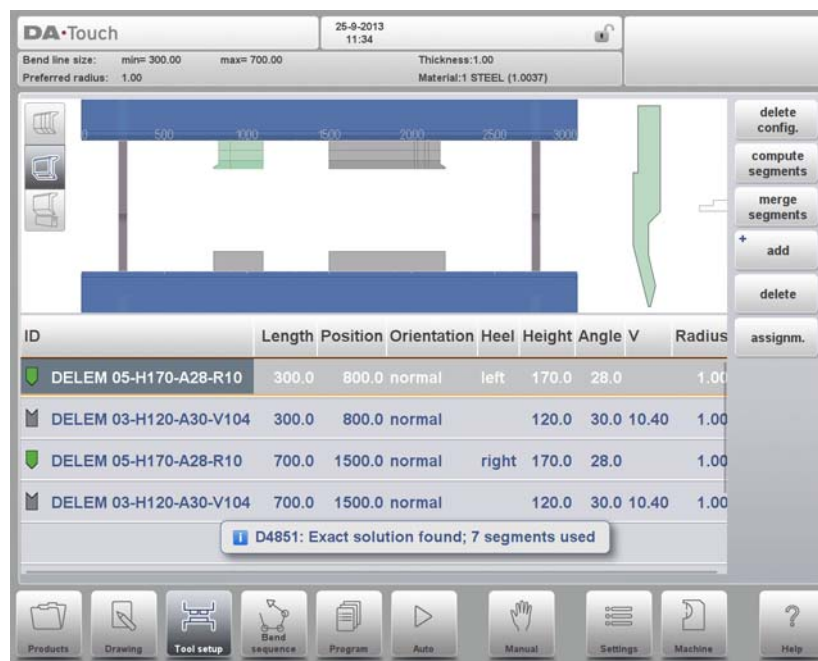 DA·Touch
25-9-2013
11:34
Bend line size: min= 300.00 max= 700.00 Thickness:1.00
Preferred radius: 1.00 Material:1 STEEL (1.0037)
0 500 1000 1500 2000 2500 3000
delete
config.
compute
segments
merge
segments
+ add
delete
assignm.
ID Length Position Orientation Heel Height Angle V Radius
DELEM 05-H170-A28-R10 300.0 800.0 normal left 170.0 28.0 1.00
DELEM 03-H120-A30-V104 300.0 800.0 normal 120.0 30.0 10.40 1.00
DELEM 05-H170-A28-R10 700.0 1500.0 normal right 170.0 28.0 1.00
DELEM 03-H120-A30-V104 700.0 1500.0 normal 120.0 30.0 10.40 1.00
i D4851: Exact solution found; 7 segments used
Products Drawing Tool setup Bend sequence Program Auto Manual Settings Machine ? Help